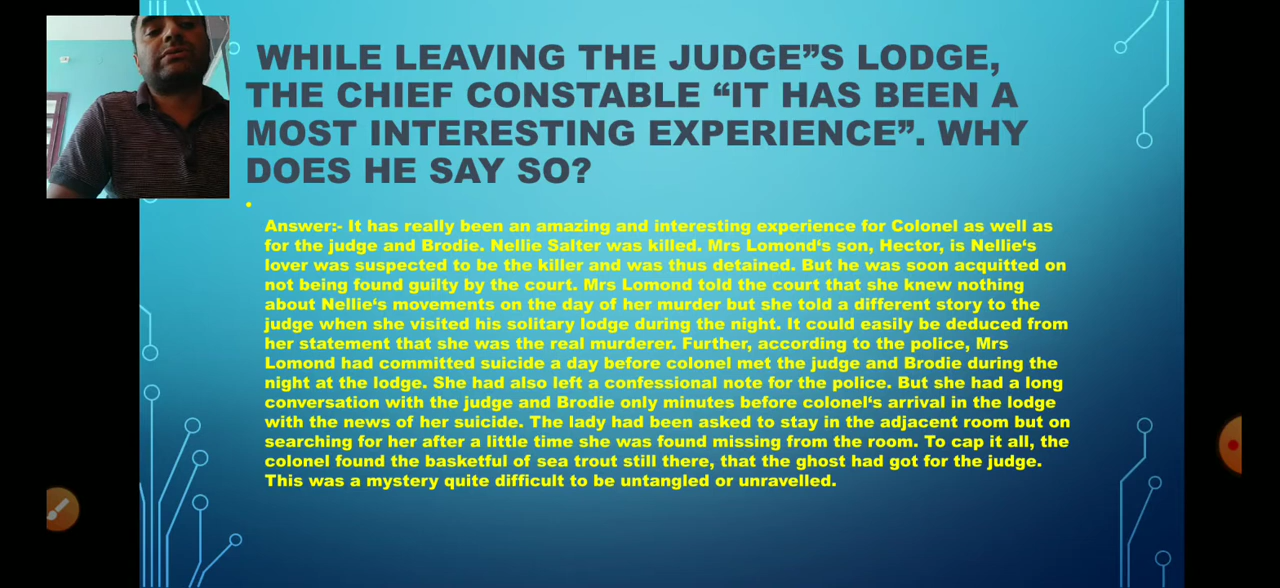 WHILE LEAVING THE JUDGE”S LODGE,
THE CHIEF CONSTABLE “IT HAS BEEN A
MOST INTERESTING EXPERIENCE”. WHY
DOES HE SAY SO?
Answer:- It has really been an amazing and interesting experience for Colonel as well as
for the judge and Brodie. Nellie Salter was killed. Mrs Lomond‘s son, Hector, is Nellie‘s
lover was suspected to be the killer and was thus detained. But he was soon acquitted on
not being found guilty by the court. Mrs Lomond told the court that she knew nothing
about Nellie‘s movements on the day of her murder but she told a different story to the
judge when she visited his solitary lodge during the night. It could easily be deduced from
her statement that she was the real murderer. Further, according to the police, Mrs
Lomond had committed suicide a day before colonel met the judge and Brodie during the
night at the lodge. She had also left a confessional note for the police. But she had a long
conversation with the judge and Brodie only minutes before colonel‘s arrival in the lodge
with the news of her suicide. The lady had been asked to stay in the adjacent room but on
searching for her after a little time she was found missing from the room. To cap it all, the
colonel found the basketful of sea trout still there, that the ghost had got for the judge.
This was a mystery quite difficult to be untangled or unravelled.